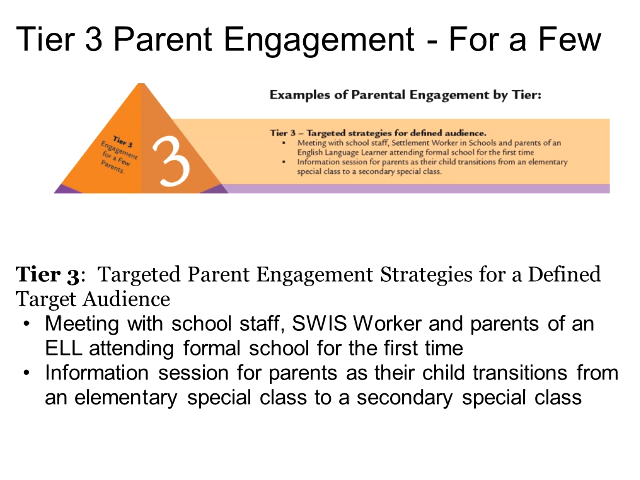 Tier 3 Parent Engagement - For a Few
Examples of Parental Engagement by Tier:
Tier 3
Engagement
for a Few
Parents.
3
Tier 3 – Targeted strategies for defined audience.
• Meeting with school staff, Settlement Worker in Schools and parents of an
English Language Learner attending formal school for the first time
• Information session for parents as their child transitions from an elementary
special class to a secondary special class.
Tier 3: Targeted Parent Engagement Strategies for a Defined
Target Audience
• Meeting with school staff, SWIS Worker and parents of an
ELL attending formal school for the first time
• Information session for parents as their child transitions from
an elementary special class to a secondary special class